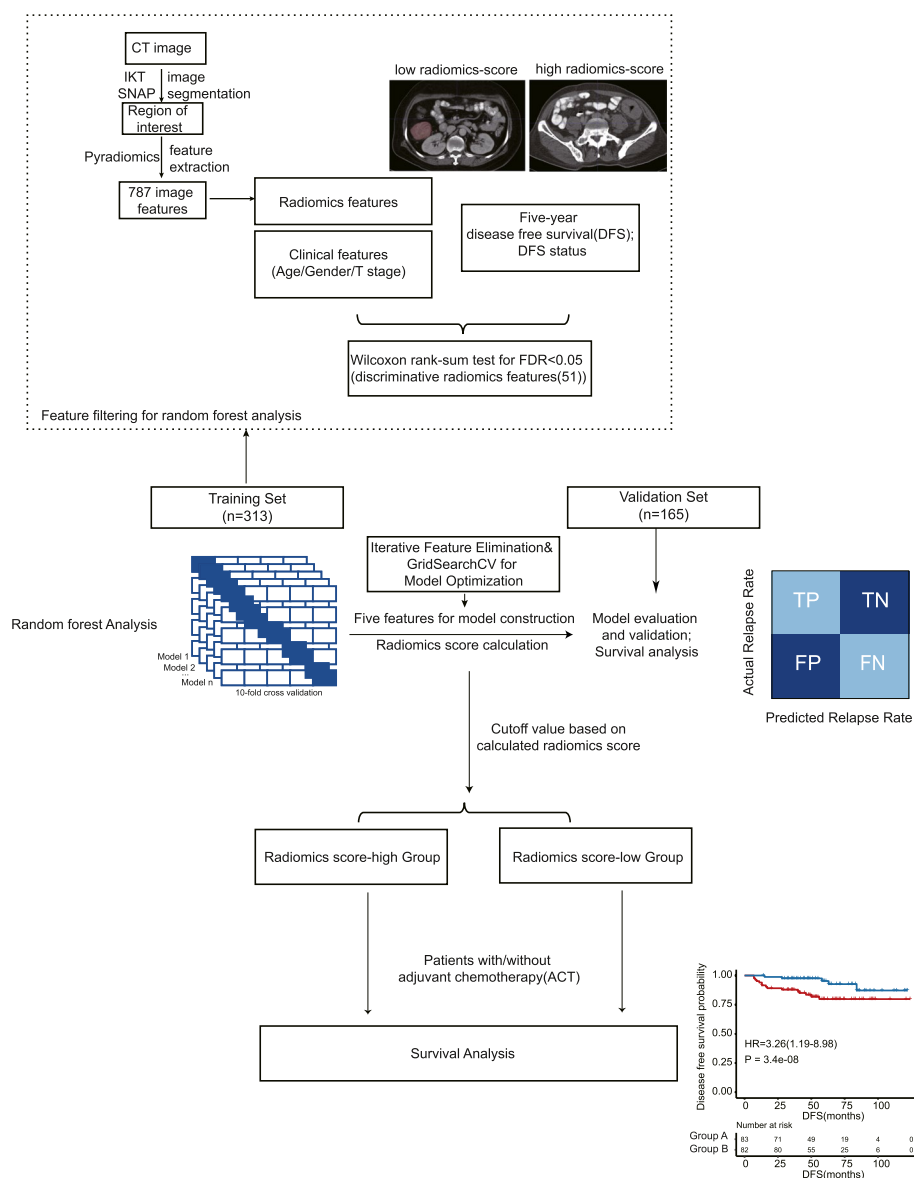 CT image
IKT image
SNAP segmentation
Region of
interest
Pyradiomics feature
extraction
787 image
features
low radiomics-score
high radiomics-score
Radiomics features
Clinical features
(Age/Gender/T stage)
Five-year
disease free survival(DFS);
DFS status
Wilcoxon rank-sum test for FDR<0.05
(discriminative radiomics features(51))
Feature filtering for random forest analysis
Training Set
(n=313)
Validation Set
(n=165)
Iterative Feature Elimination&
GridSearchCV for
Model Optimization
Random forest Analysis
Model 1
Model 2
...
Model n
10-fold cross validation
Five features for model construction
Radiomics score calculation
Model evaluation
and validation;
Survival analysis
Actual Relapse Rate
TP TN
FP FN
Predicted Relapse Rate
Cutoff value based on
calculated radiomics score
Radiomics score-high Group
Radiomics score-low Group
Patients with/without
adjuvant chemotherapy(ACT)
Survival Analysis
Disease free survival probability
1.00
0.75
0.50
0.25
0.00
HR=3.26(1.19-8.98)
P = 3.4e-08
0 25 50 75 100
DFS(months)
Number at risk
Group A 83 71 49 19 4 0
Group B 82 80 55 25 6 0
0 25 50 75 100
DFS(months)